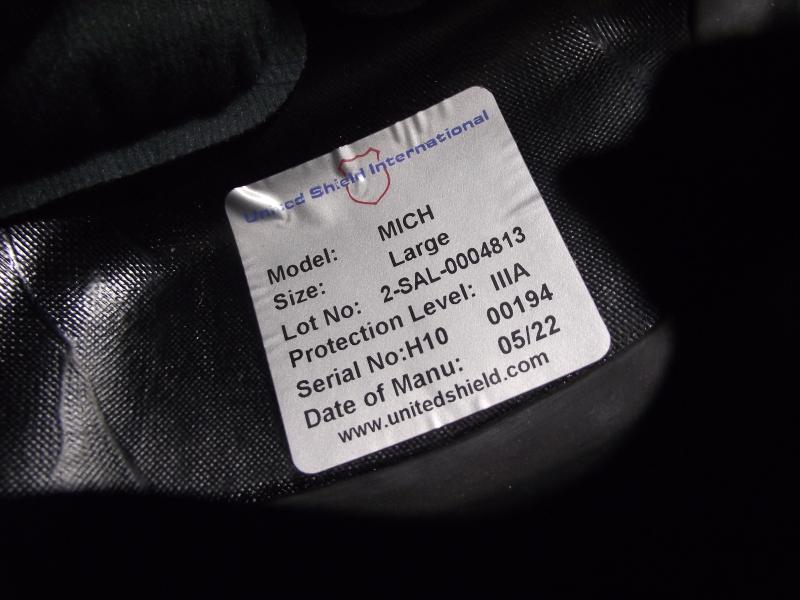 United Shield International
Model: MICH
Size: Large
Lot No: 2-SAL-0004813
Protection Level: IIIA
Serial No:H10 00194
Date of Manu: 05/22
www.unitedshield.com